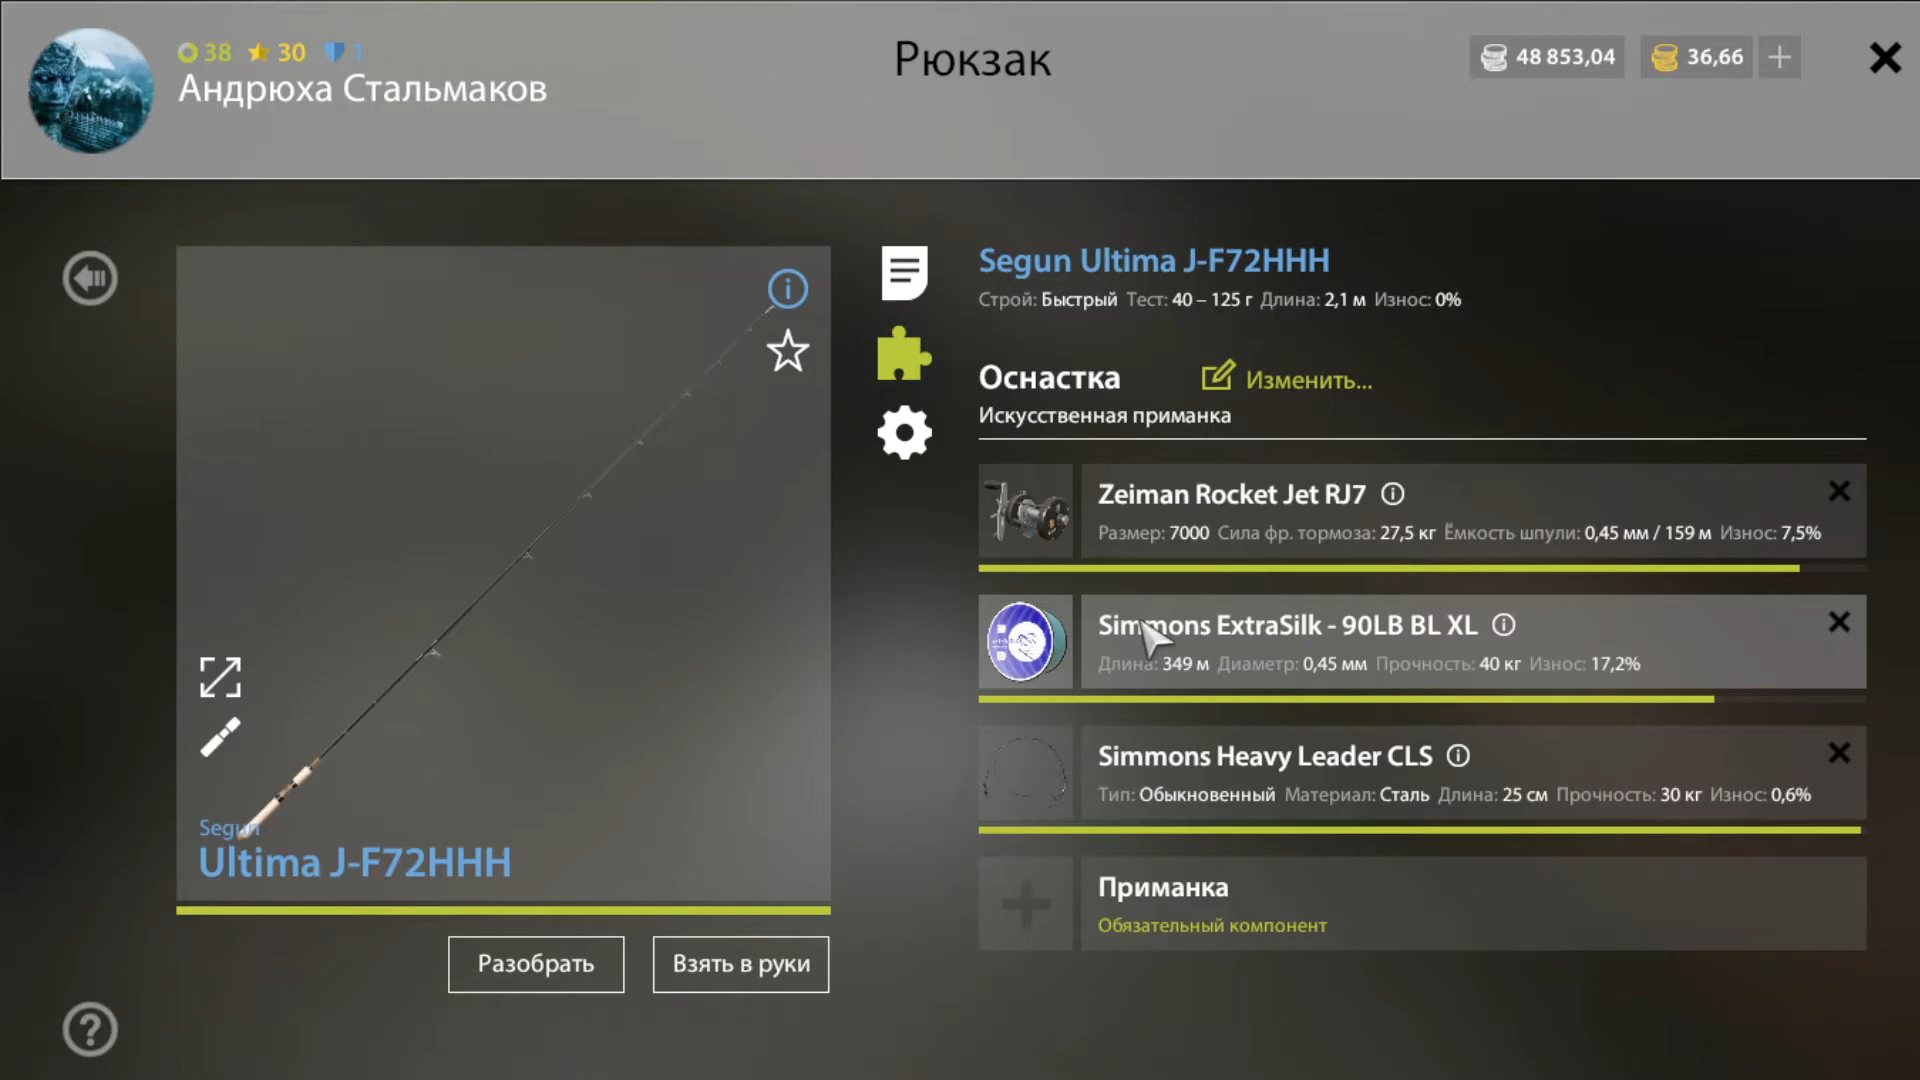 38 30 1
Андрюха Стальмаков
Рюкзак
48 853,04
36,66
Segun Ultima J-F72HHH
Строй: Быстрый Тест: 40 – 125 г Длина: 2,1 м Износ: 0%
Оснастка
Изменить...
Искусственная приманка
Zeiman Rocket Jet RJ7
Размер: 7000 Сила фр. тормоза: 27,5 кг Ёмкость шпули: 0,45 мм / 159 м Износ: 7,5%
Simmons ExtraSilk - 90LB BL XL
Длина: 349 м Диаметр: 0,45 мм Прочность: 40 кг Износ: 17,2%
Simmons Heavy Leader CLS
Тип: Обыкновенный Материал: Сталь Длина: 25 см Прочность: 30 кг Износ: 0,6%
Приманка
Обязательный компонент
Segun
Ultima J-F72HHH
Разобрать
Взять в руки